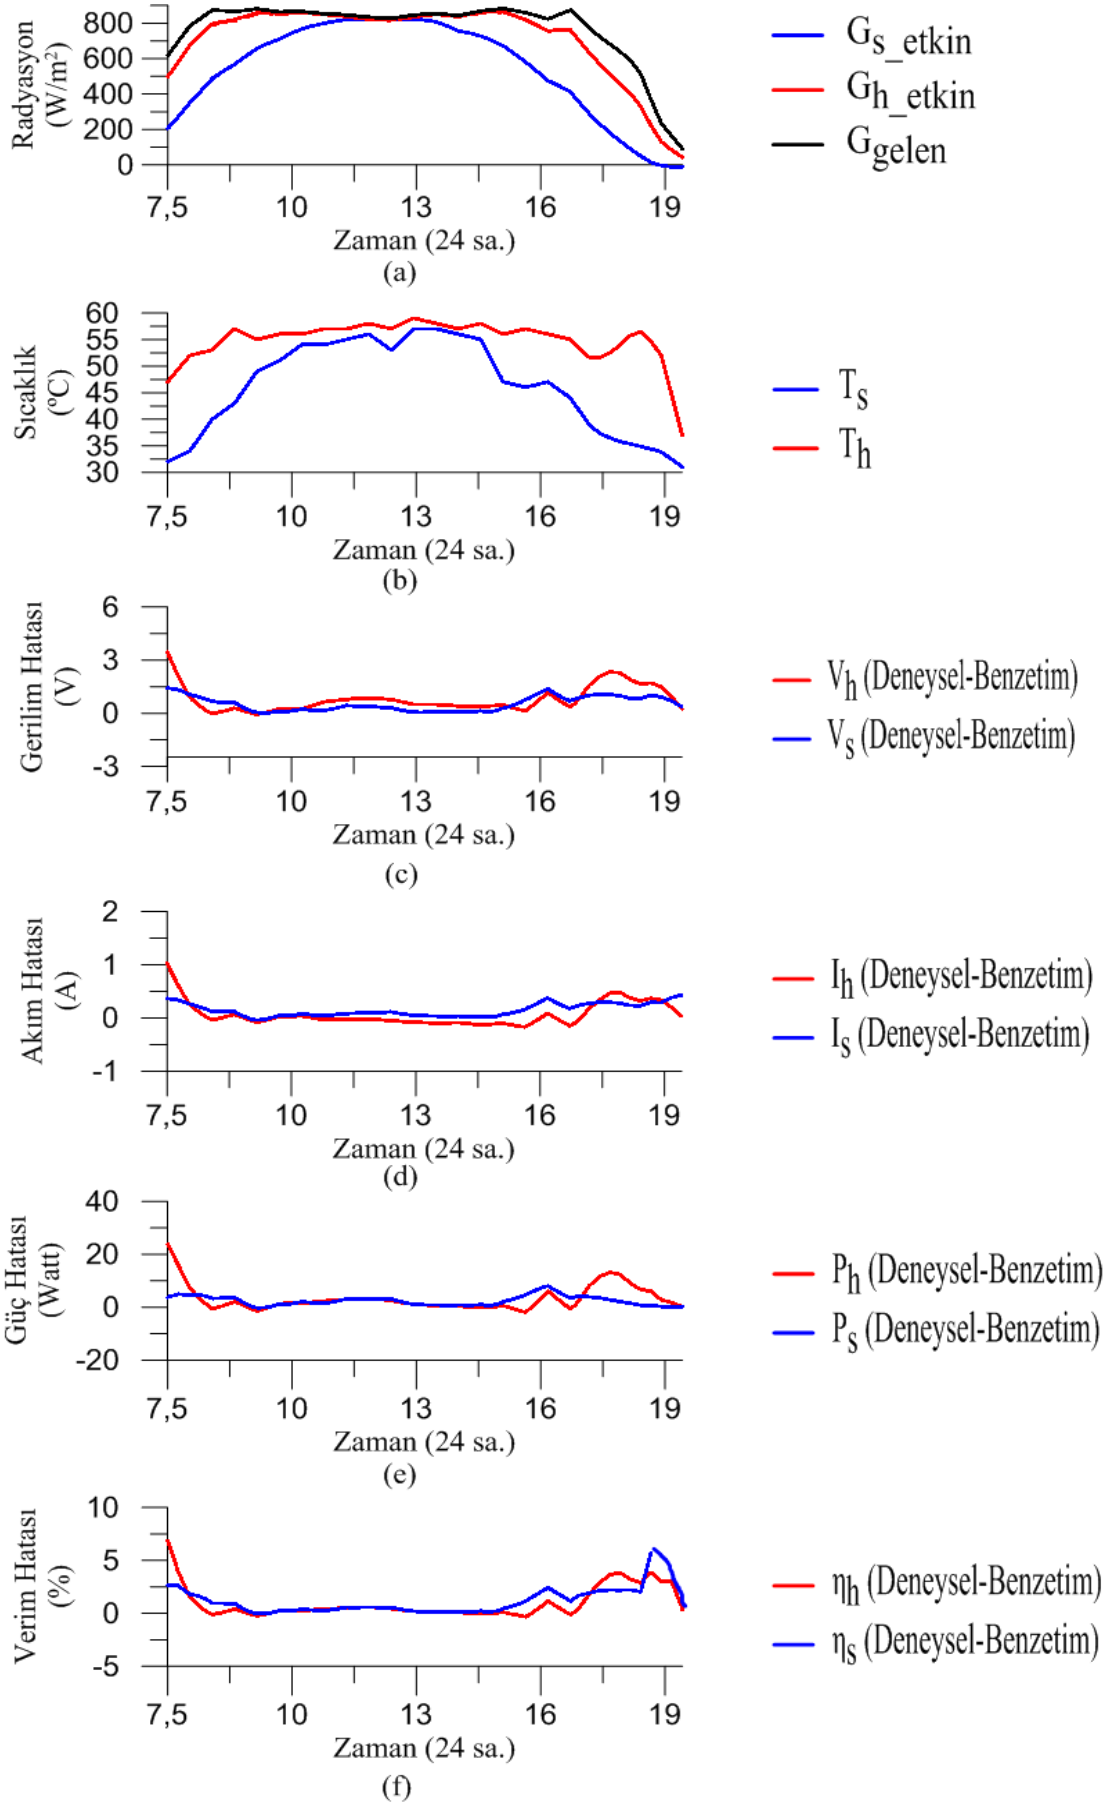 Radyasyon
(W/m²)
800
600
400
200
0
7,5 10 13 16 19
Zaman (24 sa.)
(a)
Gs_etkin
Gh_etkin
Ggelen
Sıcaklık
(ºC)
60
55
50
45
40
35
30
7,5 10 13 16 19
Zaman (24 sa.)
(b)
Ts
Th
Gerilim Hatası
(V)
6
3
0
-3
7,5 10 13 16 19
Zaman (24 sa.)
(c)
Vh (Deneysel-Benzetim)
Vs (Deneysel-Benzetim)
Akım Hatası
(A)
2
1
0
-1
7,5 10 13 16 19
Zaman (24 sa.)
(d)
Ih (Deneysel-Benzetim)
Is (Deneysel-Benzetim)
Güç Hatası
(Watt)
40
20
0
-20
7,5 10 13 16 19
Zaman (24 sa.)
(e)
Ph (Deneysel-Benzetim)
Ps (Deneysel-Benzetim)
Verim Hatası
(%)
10
5
0
-5
7,5 10 13 16 19
Zaman (24 sa.)
(f)
ηh (Deneysel-Benzetim)
ηs (Deneysel-Benzetim)